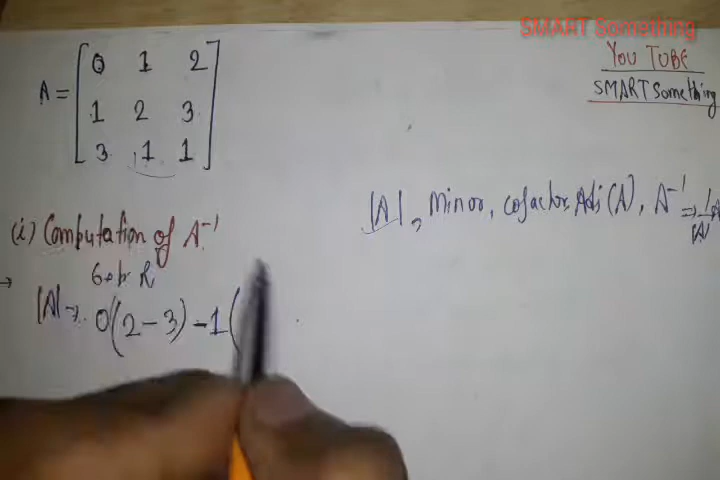 SMART Something
YOU TUBE
SMART Something
A = [ 0 1 2
1 2 3
3 1 1 ]
|A|, Minor, cofactor, Adj(A), A⁻¹ ⇒ 1/|A| A
(i) Computation of A⁻¹
|A| → 0(2-3) -1(